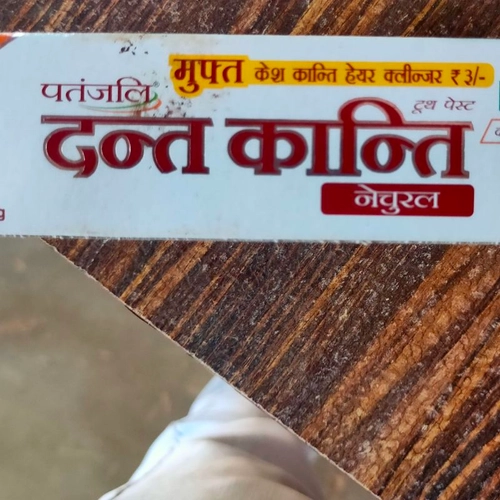 मुफ्त केश कान्ति हेयर क्लीन्जर ₹ 3/-
पतंजलि
टूथ पेस्ट
दन्त कान्ति
नेचुरल
g